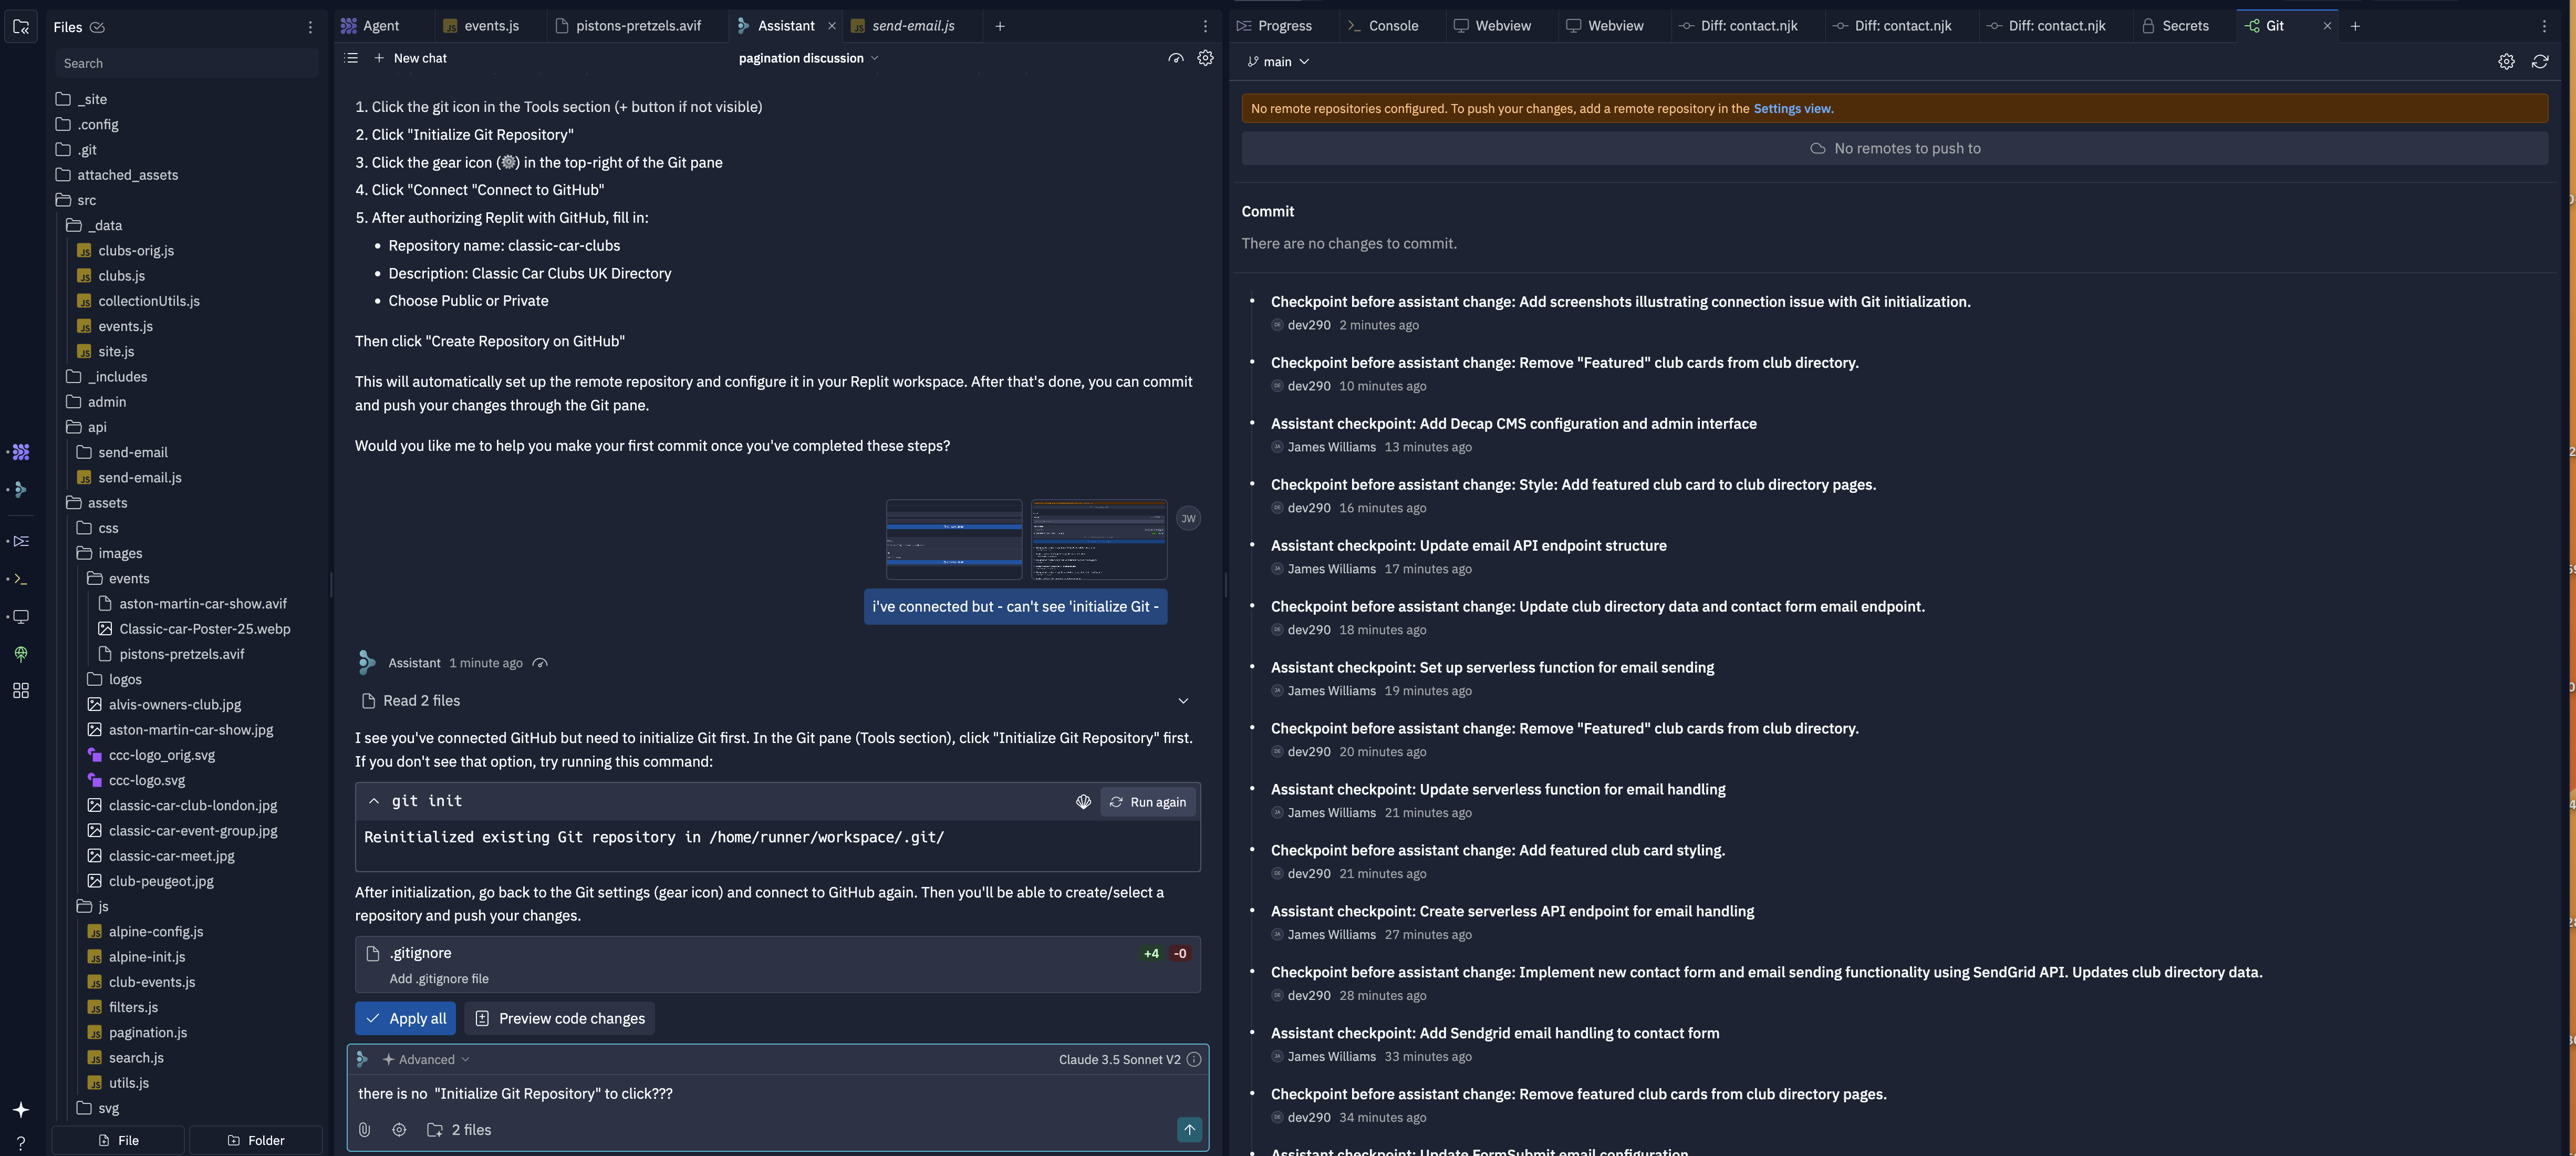 Files
Search
_site
.config
.git
attached_assets
src
_data
clubs-orig.js
clubs.js
collectionUtils.js
events.js
site.js
_includes
admin
api
send-email
send-email.js
assets
css
images
events
aston-martin-car-show.avif
Classic-car-Poster-25.webp
pistons-pretzels.avif
logos
alvis-owners-club.jpg
aston-martin-car-show.jpg
ccc-logo_orig.svg
ccc-logo.svg
classic-car-club-london.jpg
classic-car-event-group.jpg
classic-car-meet.jpg
club-peugeot.jpg
js
alpine-config.js
alpine-init.js
club-events.js
filters.js
pagination.js
search.js
utils.js
svg
File Folder
Agent events.js pistons-pretzels.avif Assistant send-email.js
New chat pagination discussion
1. Click the git icon in the Tools section (+ button if not visible)
2. Click "Initialize Git Repository"
3. Click the gear icon (⚙️) in the top-right of the Git pane
4. Click "Connect "Connect to GitHub"
5. After authorizing Replit with GitHub, fill in:
• Repository name: classic-car-clubs
• Description: Classic Car Clubs UK Directory
• Choose Public or Private
Then click "Create Repository on GitHub"
This will automatically set up the remote repository and configure it in your Replit workspace. After that's done, you can commit
and push your changes through the Git pane.
Would you like me to help you make your first commit once you've completed these steps?
JW
i've connected but - can't see 'initialize Git -
Assistant 1 minute ago
Read 2 files
I see you've connected GitHub but need to initialize Git first. In the Git pane (Tools section), click "Initialize Git Repository" first.
If you don't see that option, try running this command:
git init Run again
Reinitialized existing Git repository in /home/runner/workspace/.git/
After initialization, go back to the Git settings (gear icon) and connect to GitHub again. Then you'll be able to create/select a
repository and push your changes.
.gitignore +4 -0
Add .gitignore file
Apply all Preview code changes
Advanced Claude 3.5 Sonnet V2
there is no "Initialize Git Repository" to click???
2 files
Progress Console Webview Webview Diff: contact.njk Diff: contact.njk Diff: contact.njk Secrets Git
main
No remote repositories configured. To push your changes, add a remote repository in the Settings view.
No remotes to push to
Commit
There are no changes to commit.
Checkpoint before assistant change: Add screenshots illustrating connection issue with Git initialization.
dev290 2 minutes ago
Checkpoint before assistant change: Remove "Featured" club cards from club directory.
dev290 10 minutes ago
Assistant checkpoint: Add Decap CMS configuration and admin interface
James Williams 13 minutes ago
Checkpoint before assistant change: Style: Add featured club card to club directory pages.
dev290 16 minutes ago
Assistant checkpoint: Update email API endpoint structure
James Williams 17 minutes ago
Checkpoint before assistant change: Update club directory data and contact form email endpoint.
dev290 18 minutes ago
Assistant checkpoint: Set up serverless function for email sending
James Williams 19 minutes ago
Checkpoint before assistant change: Remove "Featured" club cards from club directory.
dev290 20 minutes ago
Assistant checkpoint: Update serverless function for email handling
James Williams 21 minutes ago
Checkpoint before assistant change: Add featured club card styling.
dev290 21 minutes ago
Assistant checkpoint: Create serverless API endpoint for email handling
James Williams 27 minutes ago
Checkpoint before assistant change: Implement new contact form and email sending functionality using SendGrid API. Updates club directory data.
dev290 28 minutes ago
Assistant checkpoint: Add Sendgrid email handling to contact form
James Williams 33 minutes ago
Checkpoint before assistant change: Remove featured club cards from club directory pages.
dev290 34 minutes ago
Assistant checkpoint: Update FormSubmit email configuration